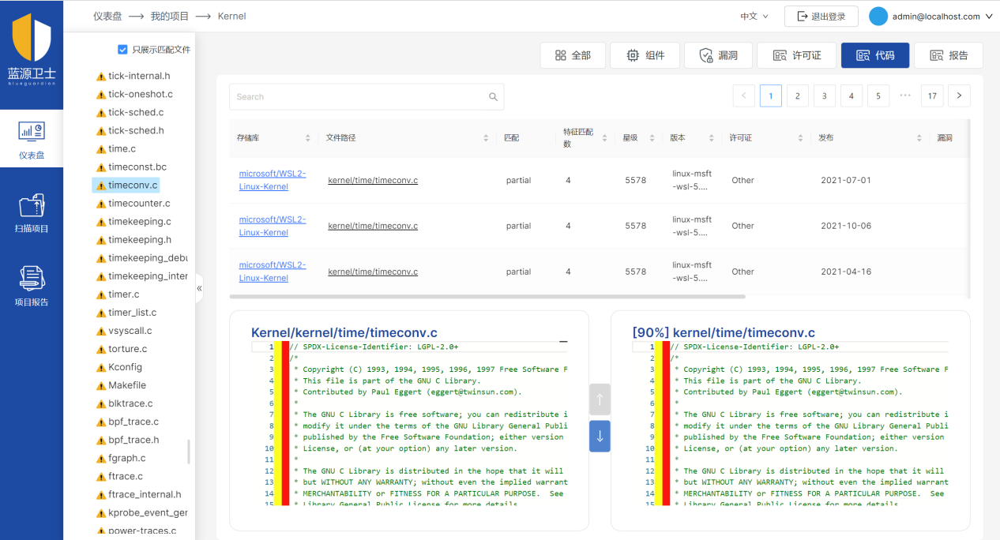 蓝源卫士
blueguardian
仪表盘
扫描项目
项目报告
仪表盘 → 我的项目 → Kernel
中文
退出登录
admin@localhost.com
只展示匹配文件
tick-internal.h
tick-oneshot.c
tick-sched.c
tick-sched.h
time.c
timeconst.bc
timeconv.c
timecounter.c
timekeeping.c
timekeeping.h
timekeeping_debu
timekeeping_inter
timer.c
timer_list.c
vsyscall.c
torture.c
Kconfig
Makefile
blktrace.c
bpf_trace.c
bpf_trace.h
fgraph.c
ftrace.c
ftrace_internal.h
kprobe_event_ger
power-traces.c
«
全部 组件 漏洞 许可证 代码 报告
Search
< 1 2 3 4 5 ••• 17 >
存储库 文件路径 匹配 特征匹配数 星级 版本 许可证 发布 漏洞
microsoft/WSL2-Linux-Kernel kernel/time/timeconv.c partial 4 5578 linux-msft-wsl-5.... Other 2021-07-01
microsoft/WSL2-Linux-Kernel kernel/time/timeconv.c partial 4 5578 linux-msft-wsl-5.... Other 2021-10-06
microsoft/WSL2-Linux-Kernel kernel/time/timeconv.c partial 4 5578 linux-msft-wsl-5.... Other 2021-04-16
Kernel/kernel/time/timeconv.c
1 // SPDX-License-Identifier: LGPL-2.0+
2 /*
3 * Copyright (C) 1993, 1994, 1995, 1996, 1997 Free Software F
4 * This file is part of the GNU C Library.
5 * Contributed by Paul Eggert (eggert@twinsun.com).
6 *
7 * The GNU C Library is free software; you can redistribute i
8 * modify it under the terms of the GNU Library General Publi
9 * published by the Free Software Foundation; either version
10 * License, or (at your option) any later version.
11 *
12 * The GNU C Library is distributed in the hope that it will
13 * but WITHOUT ANY WARRANTY; without even the implied warrant
14 * MERCHANTABILITY or FITNESS FOR A PARTICULAR PURPOSE.  See
15 * Library General Public License for more details.
↑
↓
[90%] kernel/time/timeconv.c
1 // SPDX-License-Identifier: LGPL-2.0+
2 /*
3 * Copyright (C) 1993, 1994, 1995, 1996, 1997 Free Software F
4 * This file is part of the GNU C Library.
5 * Contributed by Paul Eggert (eggert@twinsun.com).
6 *
7 * The GNU C Library is free software; you can redistribute i
8 * modify it under the terms of the GNU Library General Publi
9 * published by the Free Software Foundation; either version
10 * License, or (at your option) any later version.
11 *
12 * The GNU C Library is distributed in the hope that it will
13 * but WITHOUT ANY WARRANTY; without even the implied warrant
14 * MERCHANTABILITY or FITNESS FOR A PARTICULAR PURPOSE.  See
15 * Library General Public License for more details.